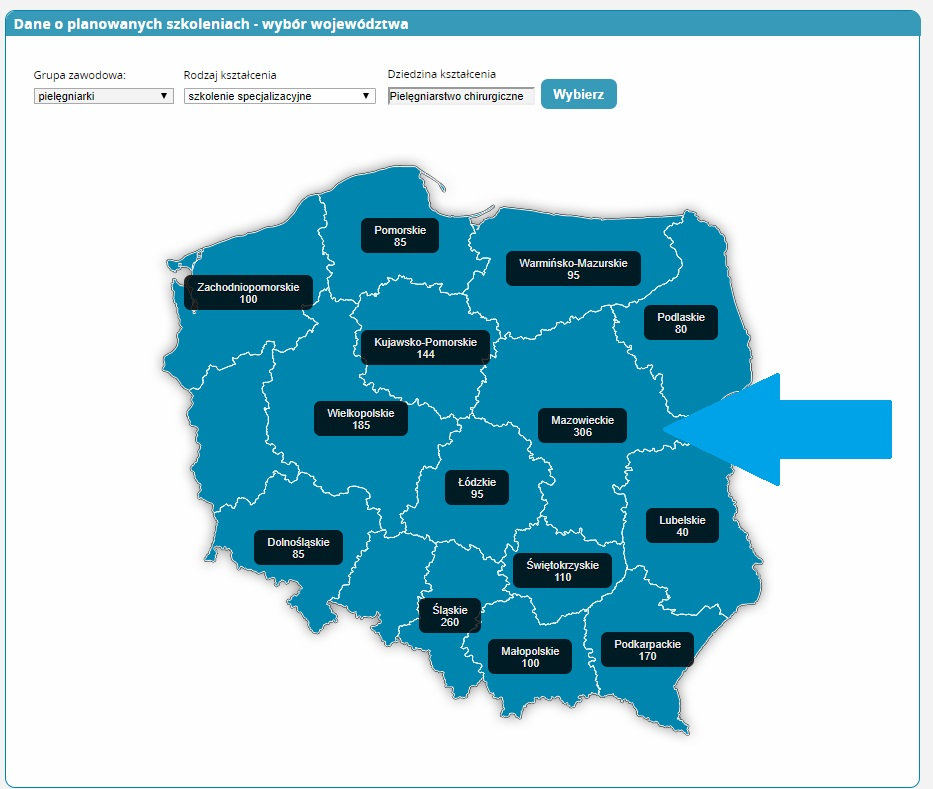 Dane o planowanych szkoleniach - wybór województwa
Grupa zawodowa:
Rodzaj kształcenia
Dziedzina kształcenia
pielęgniarki
szkolenie specjalizacyjne
Pielęgniarstwo chirurgiczne
Wybierz
Pomorskie
85
Warmińsko-Mazurskie
95
Zachodniopomorskie
100
Podlaskie
80
Kujawsko-Pomorskie
144
Wielkopolskie
185
Mazowieckie
306
Łódzkie
95
Lubelskie
40
Dolnośląskie
85
Świętokrzyskie
110
Śląskie
260
Małopolskie
100
Podkarpackie
170